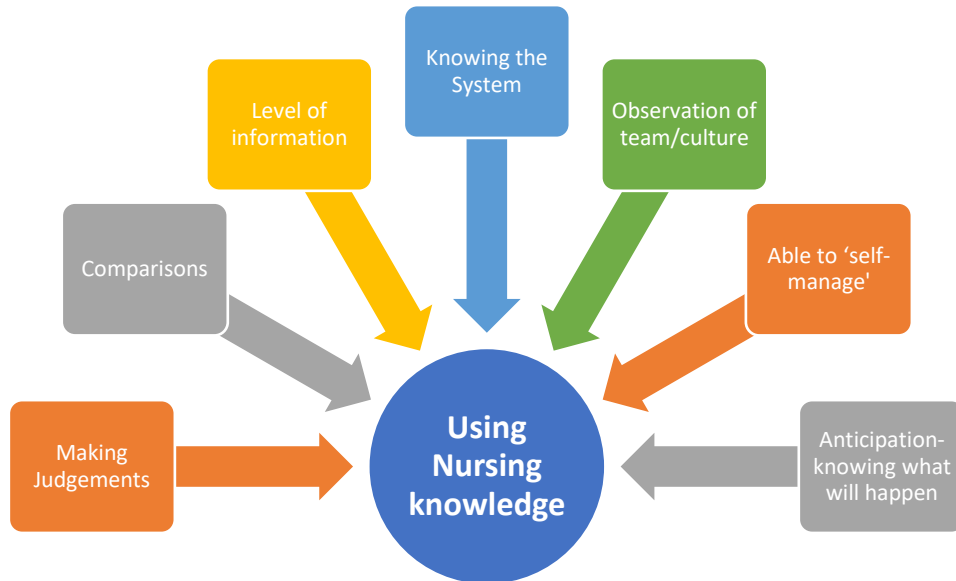 Knowing the
System
Level of
information
Observation of
team/culture
Comparisons
Able to ‘self-
manage'
Making
Judgements
Using
Nursing
knowledge
Anticipation-
knowing what
will happen